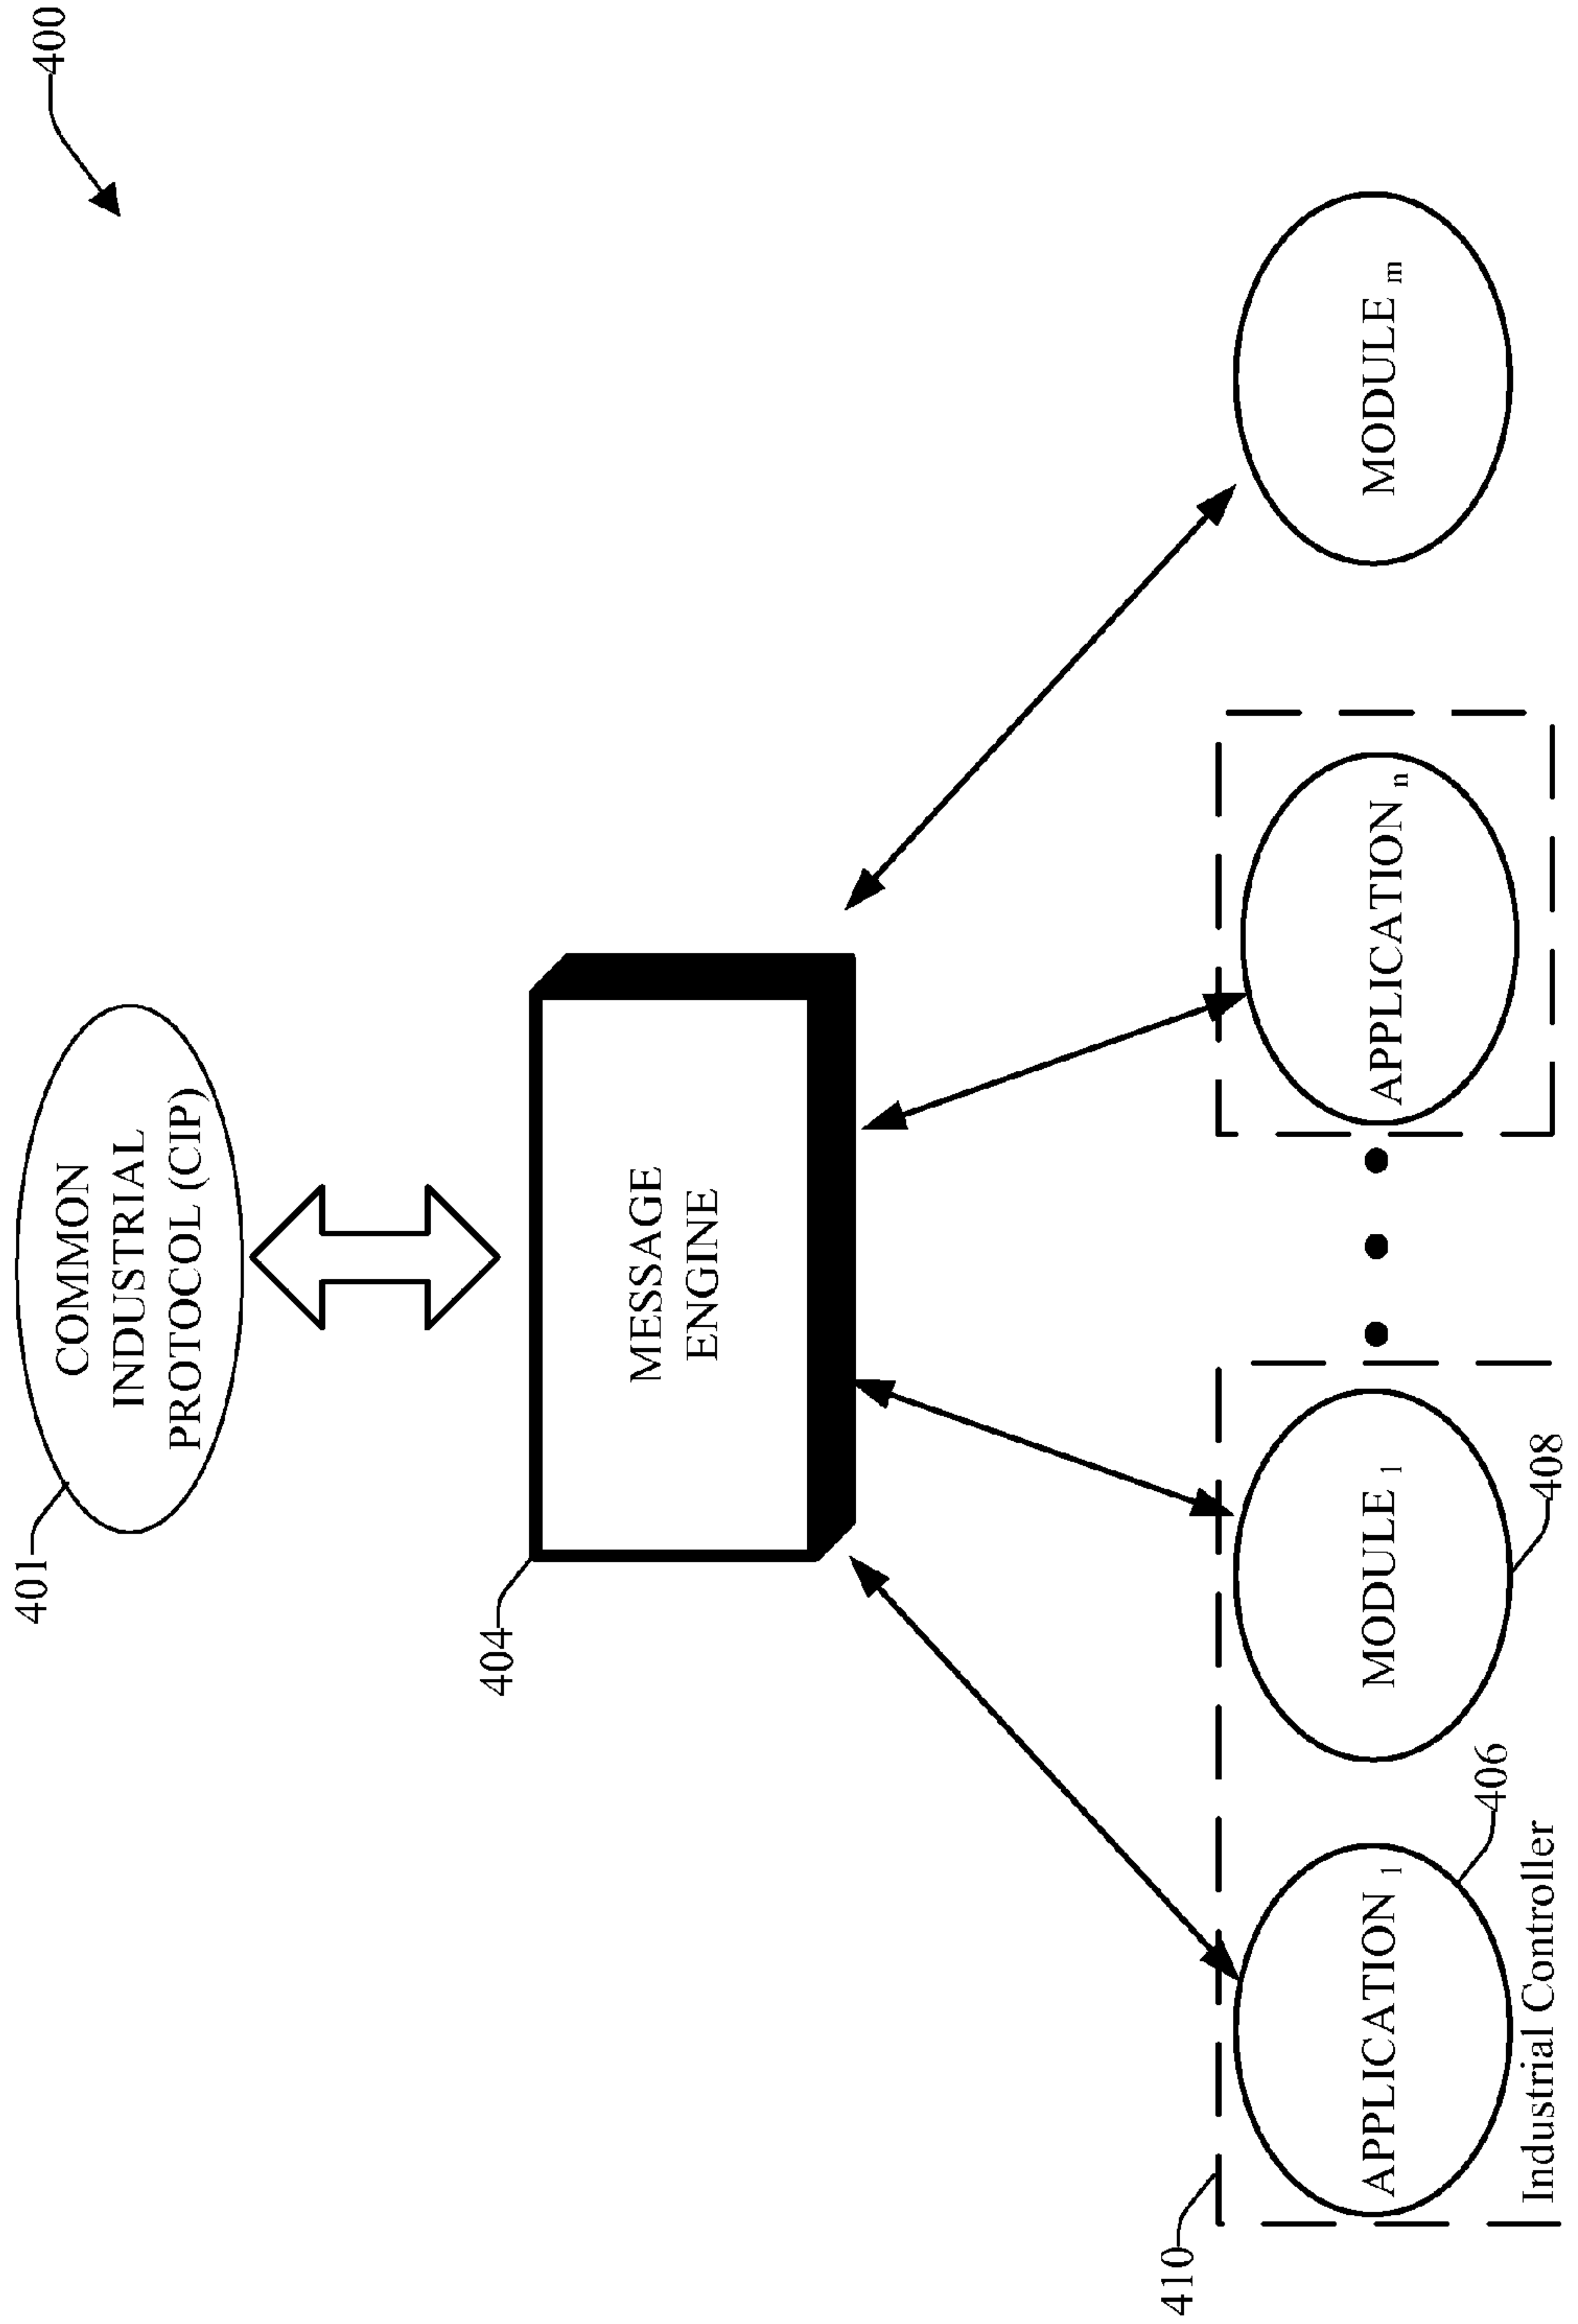 400
401
COMMON
INDUSTRIAL
PROTOCOL (CIP)
404
MESSAGE
ENGINE
410
APPLICATION 1
MODULE 1
APPLICATION n
MODULE m
406
408
Industrial Controller